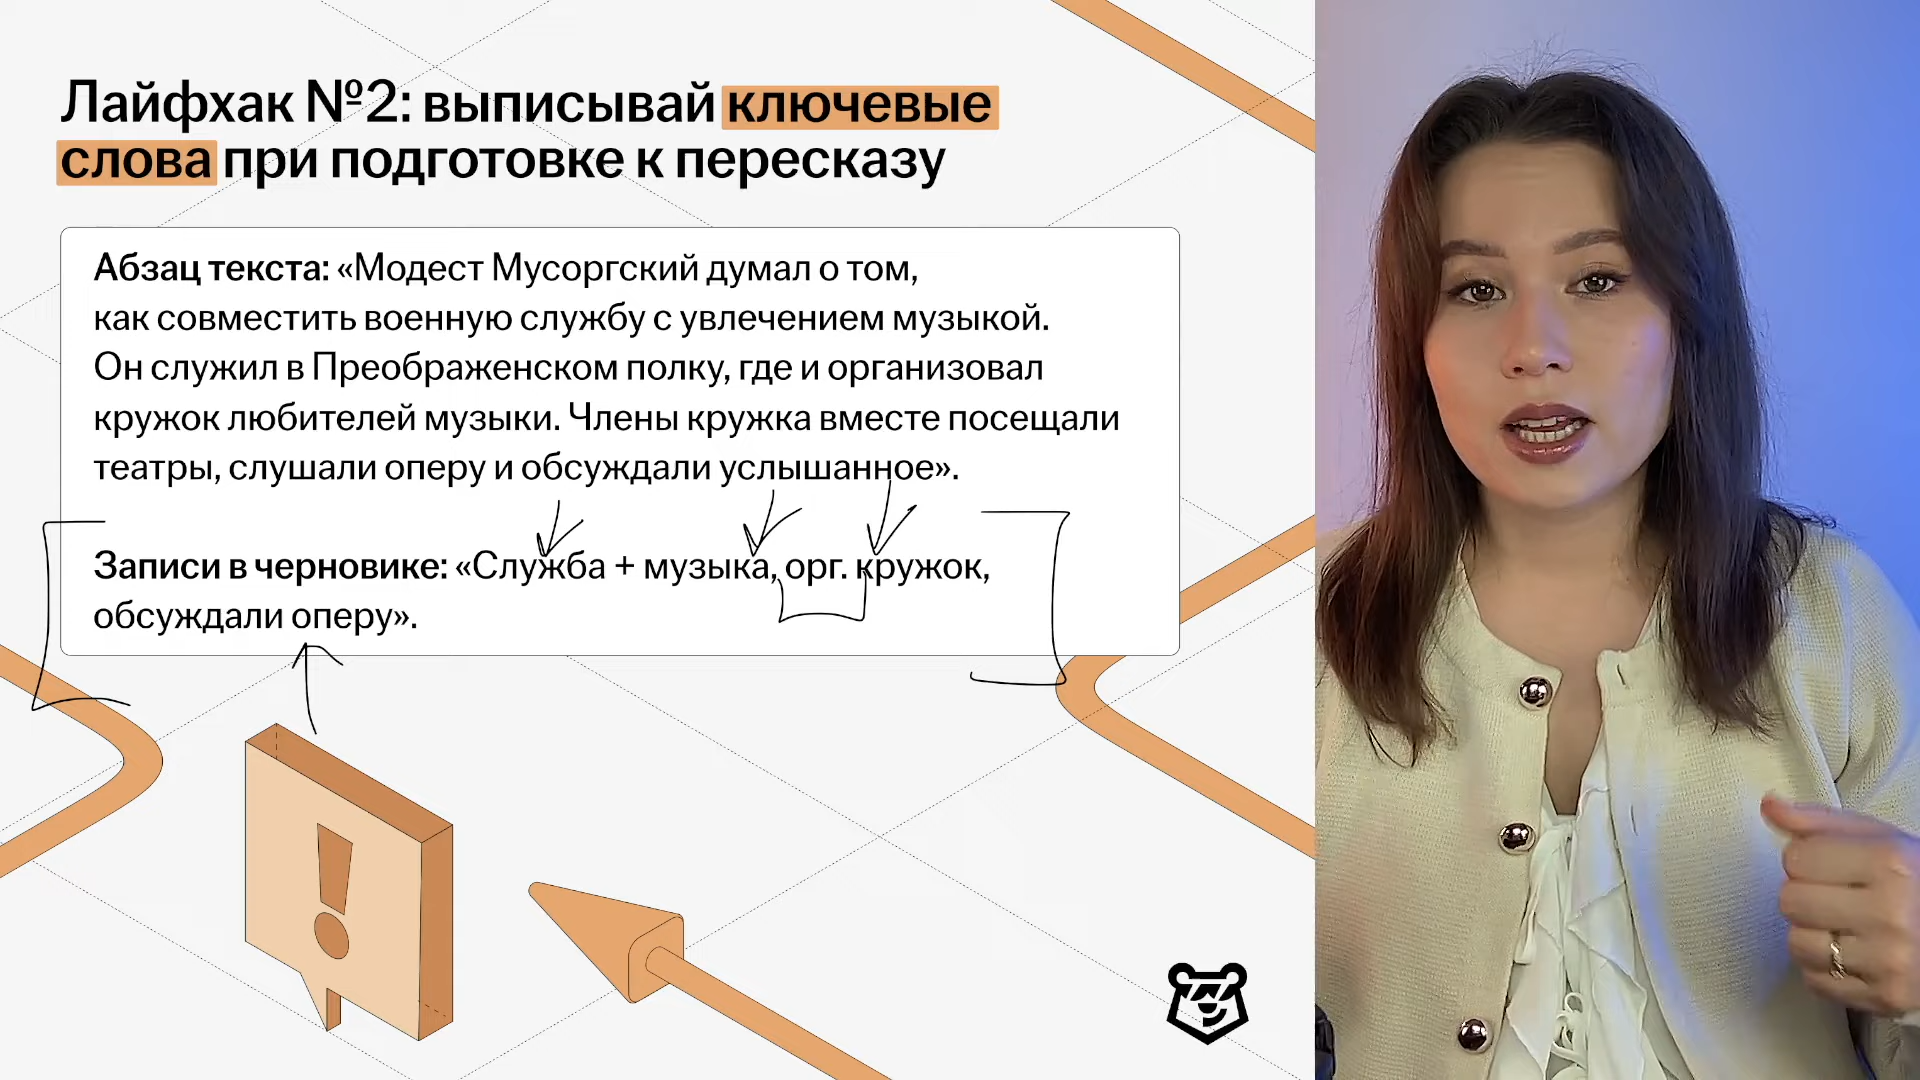 Лайфхак №2: выписывай ключевые
слова при подготовке к пересказу
Абзац текста: «Модест Мусоргский думал о том,
как совместить военную службу с увлечением музыкой.
Он служил в Преображенском полку, где и организовал
кружок любителей музыки. Члены кружка вместе посещали
театры, слушали оперу и обсуждали услышанное».
Записи в черновике: «Служба + музыка, орг. кружок,
обсуждали оперу».